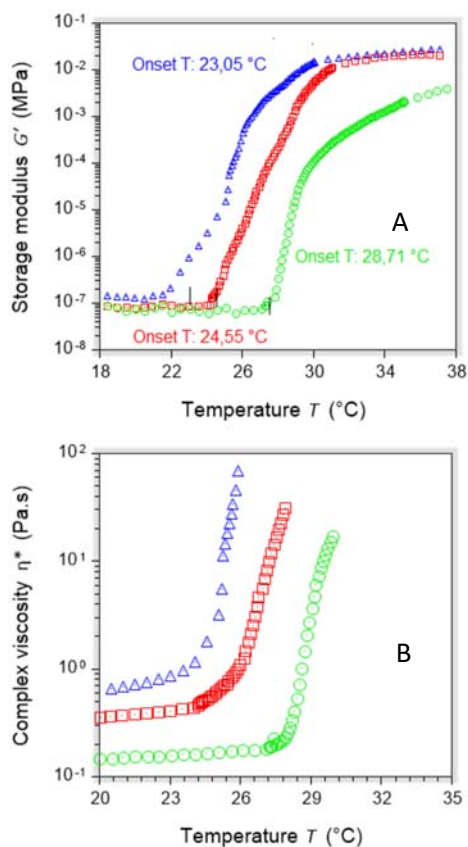 Storage modulus G' (MPa)
10⁻¹
10⁻²
10⁻³
10⁻⁴
10⁻⁵
10⁻⁶
10⁻⁷
10⁻⁸
Onset T: 23,05 °C
A
Onset T: 28,71 °C
Onset T: 24,55 °C
18 22 26 30 34 38
Temperature T (°C)
Complex viscosity η* (Pa.s)
10²
10¹
10⁰
10⁻¹
B
20 23 26 29 32 35
Temperature T (°C)